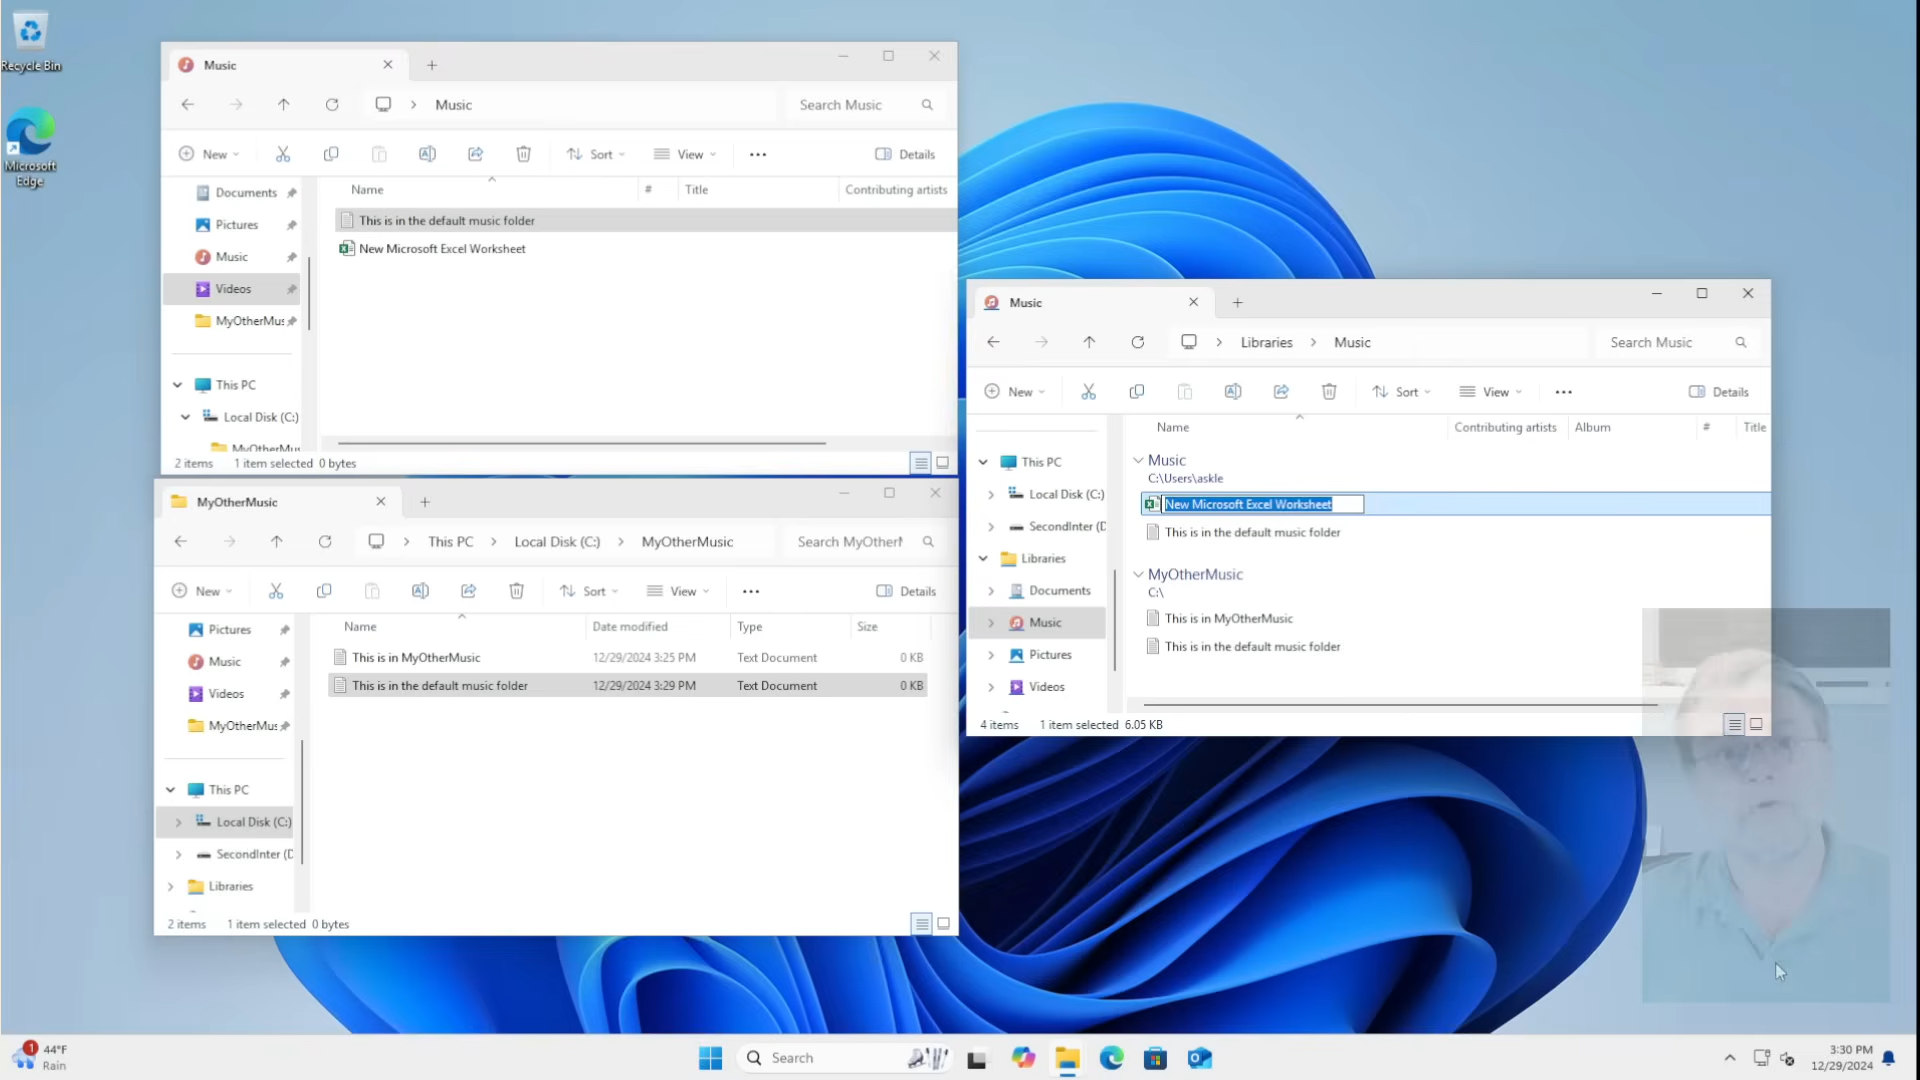 Recycle Bin
Microsoft
Edge
Music
Music
Search Music
New
Sort
View
Details
Documents
Pictures
Music
Videos
MyOtherMus
This PC
Local Disk (C:)
MyOtherMus
Name
#
Title
Contributing artists
This is in the default music folder
New Microsoft Excel Worksheet
2 items 1 item selected 0 bytes
MyOtherMusic
This PC > Local Disk (C:) > MyOtherMusic
Search MyOtherM
New
Sort
View
Details
Pictures
Music
Videos
MyOtherMus
This PC
Local Disk (C:)
SecondInter (D
Libraries
Name Date modified Type Size
This is in MyOtherMusic 12/29/2024 3:25 PM Text Document 0 KB
This is in the default music folder 12/29/2024 3:29 PM Text Document 0 KB
2 items 1 item selected 0 bytes
Music
Libraries > Music
Search Music
New
Sort
View
Details
This PC
Local Disk (C:)
SecondInter (D
Libraries
Documents
Music
Pictures
Videos
Name Contributing artists Album # Title
Music
C:\Users\askle
New Microsoft Excel Worksheet
This is in the default music folder
MyOtherMusic
C:\
This is in MyOtherMusic
This is in the default music folder
4 items 1 item selected 6.05 KB
1
44°F
Rain
Search
3:30 PM
12/29/2024